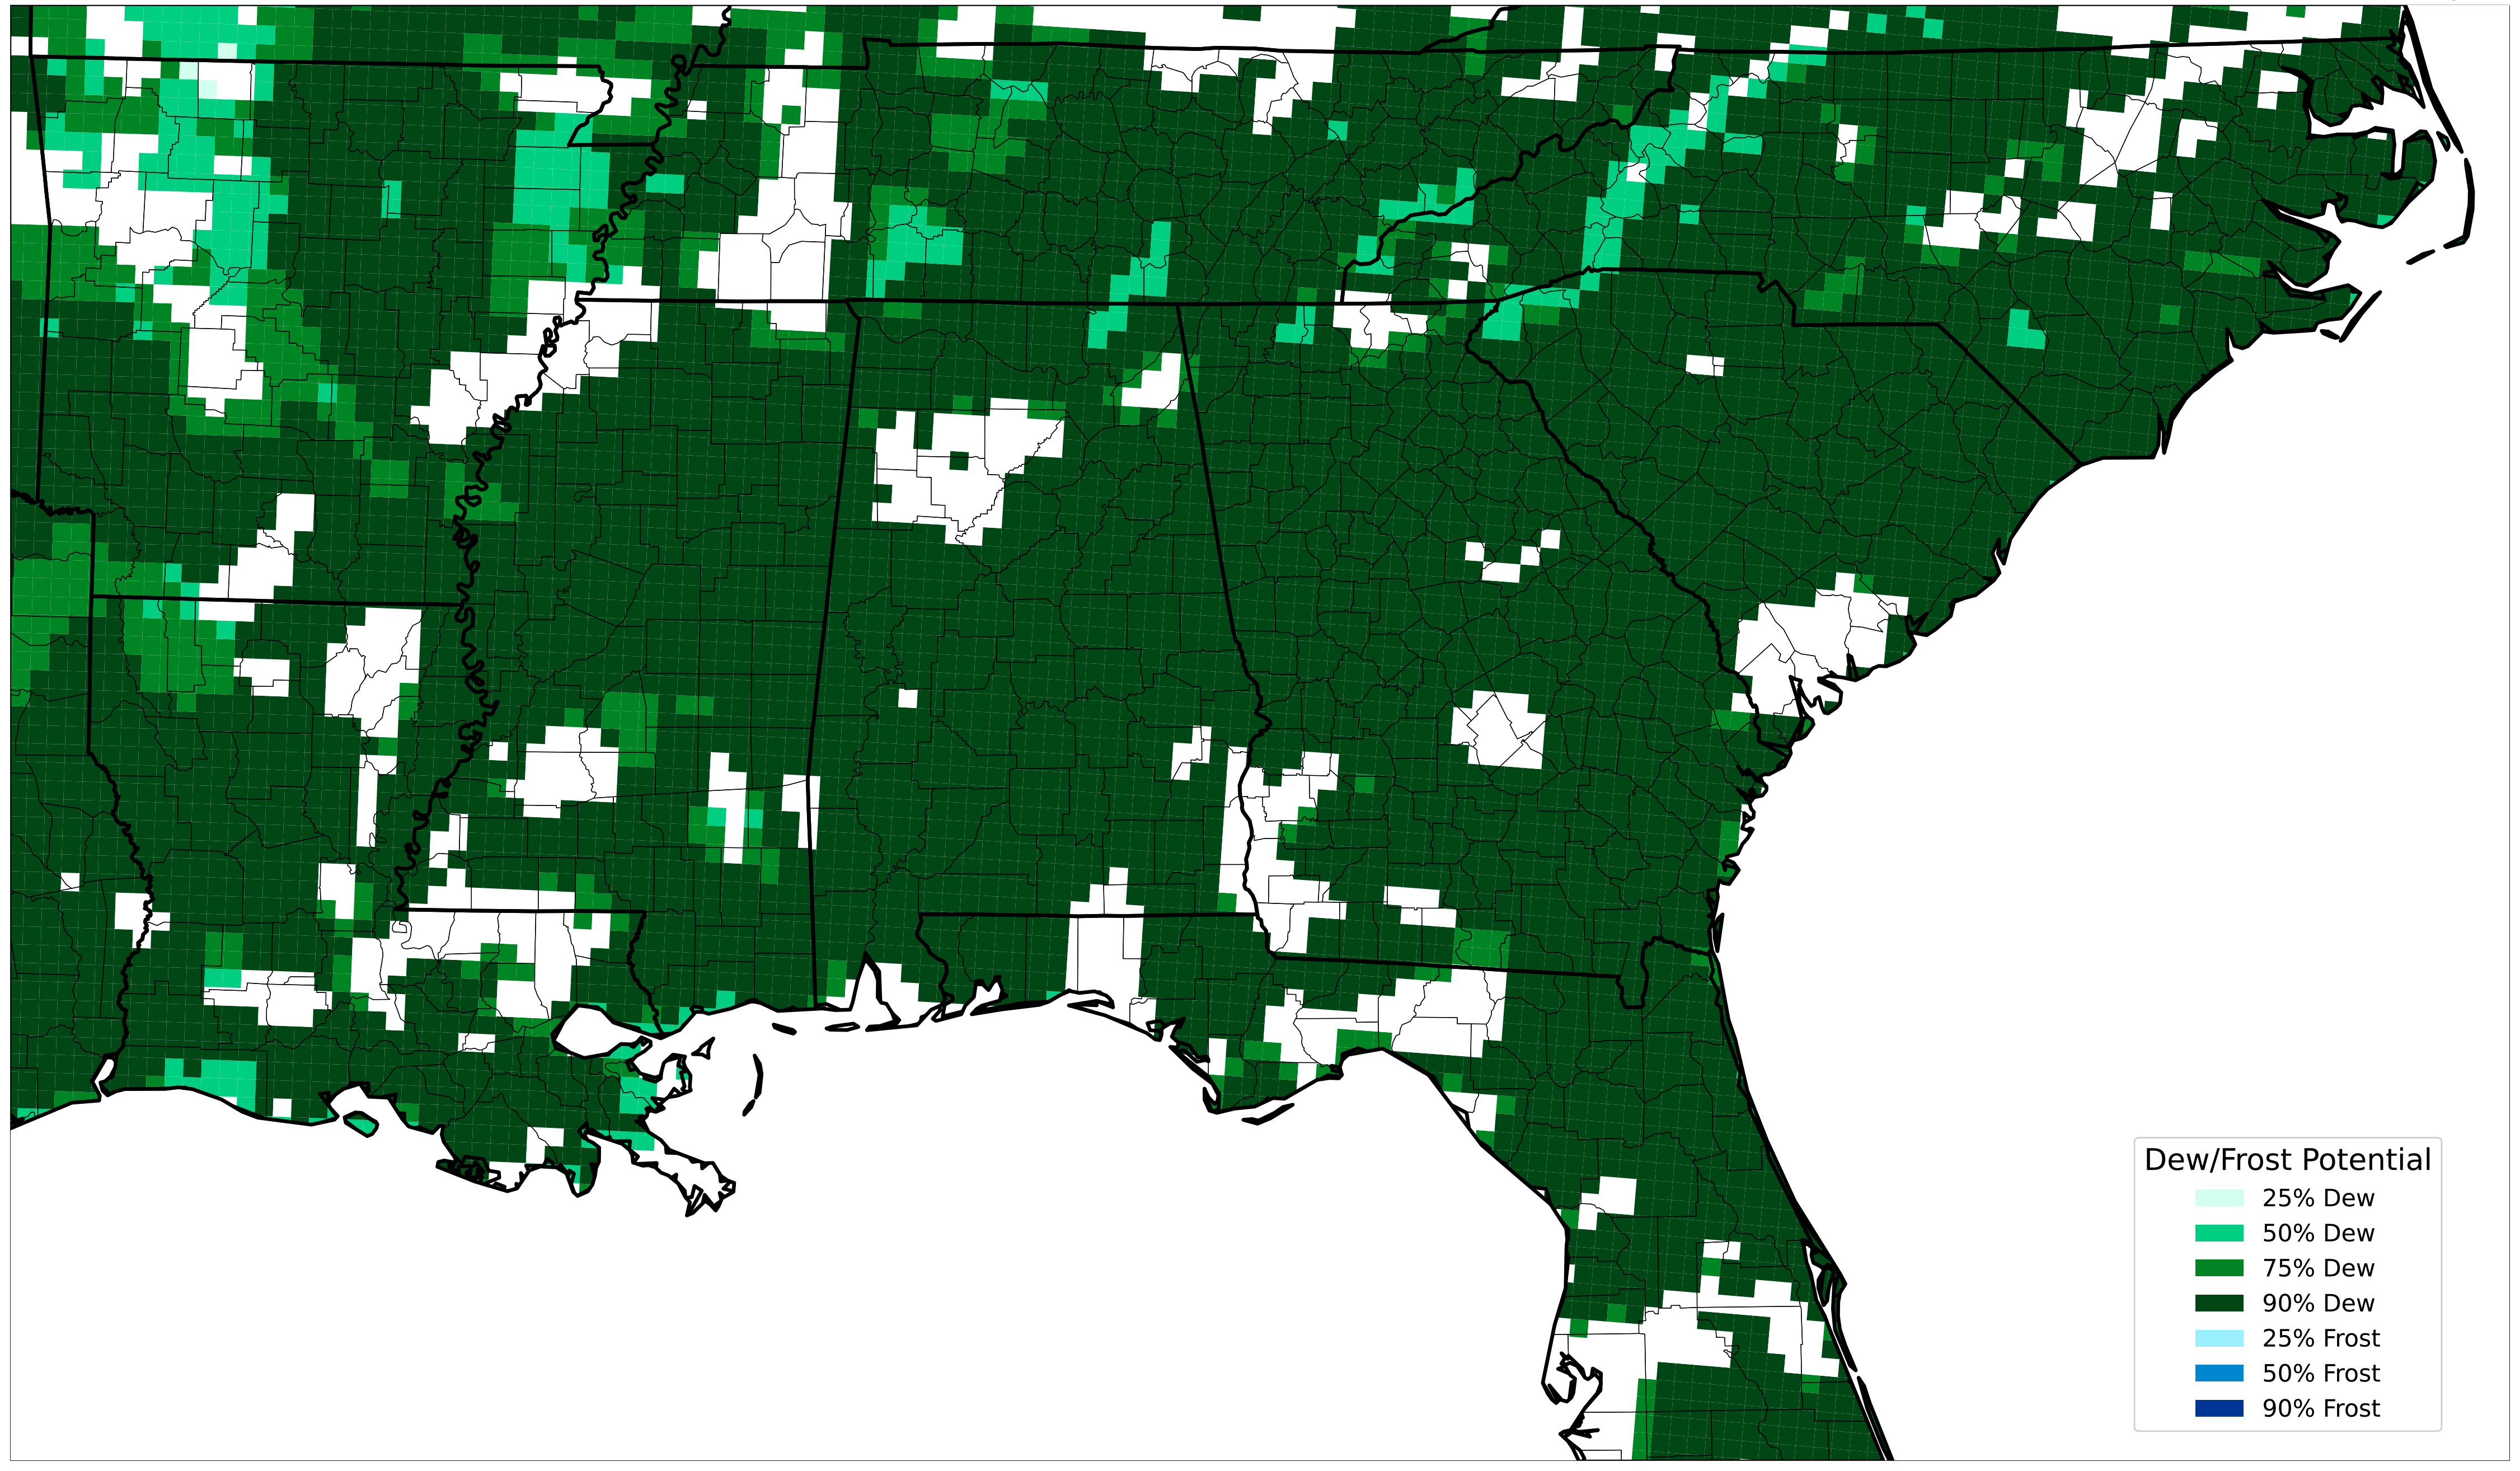 Dew/Frost Potential
25% Dew
50% Dew
75% Dew
90% Dew
25% Frost
50% Frost
90% Frost